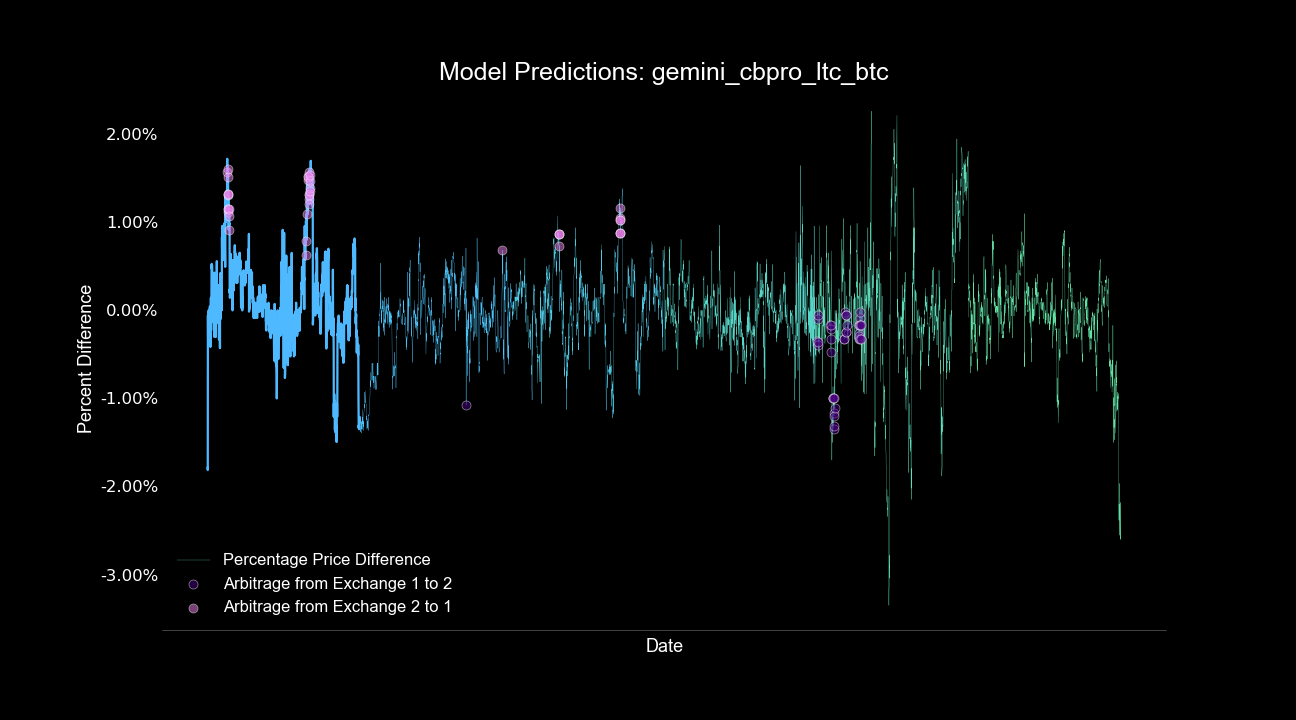 Model Predictions: gemini_cbpro_ltc_btc
2.00%
1.00%
0.00%
-1.00%
-2.00%
-3.00%
Percent Difference
Percentage Price Difference
Arbitrage from Exchange 1 to 2
Arbitrage from Exchange 2 to 1
Date